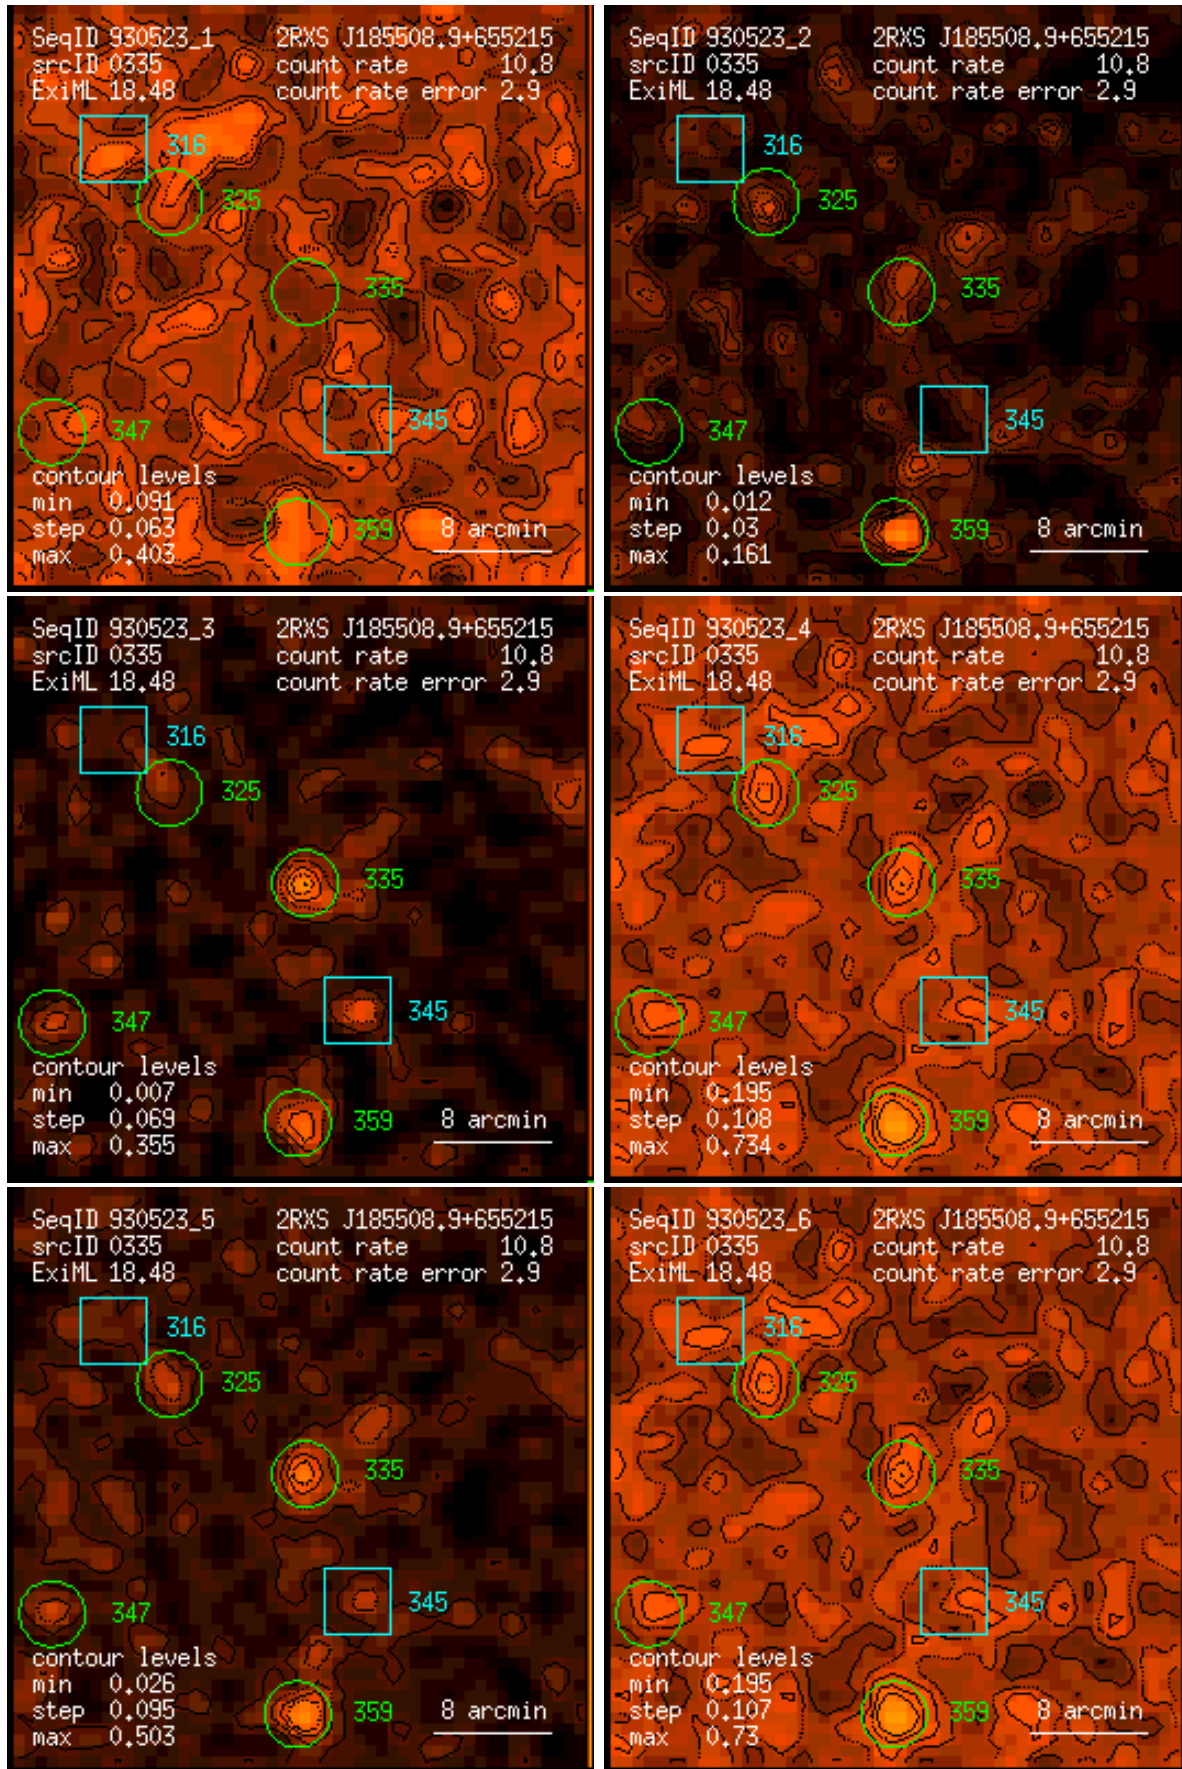 SeqID 930523_1 2RXS J185508.9+655215
srcID 0335 count rate 10.8
ExiML 18.48 count rate error 2.9
316
325
335
347
345
contour levels
min 0.091
step 0.063
max 0.403
359
8 arcmin
SeqID 930523_2 2RXS J185508.9+655215
srcID 0335 count rate 10.8
ExiML 18.48 count rate error 2.9
316
325
335
347
345
contour levels
min 0.012
step 0.03
max 0.161
359
8 arcmin
SeqID 930523_3 2RXS J185508.9+655215
srcID 0335 count rate 10.8
ExiML 18.48 count rate error 2.9
316
325
335
347
345
contour levels
min 0.007
step 0.069
max 0.355
359
8 arcmin
SeqID 930523_4 2RXS J185508.9+655215
srcID 0335 count rate 10.8
ExiML 18.48 count rate error 2.9
316
325
335
347
345
contour levels
min 0.195
step 0.108
max 0.734
359
8 arcmin
SeqID 930523_5 2RXS J185508.9+655215
srcID 0335 count rate 10.8
ExiML 18.48 count rate error 2.9
316
325
335
347
345
contour levels
min 0.026
step 0.095
max 0.503
359
8 arcmin
SeqID 930523_6 2RXS J185508.9+655215
srcID 0335 count rate 10.8
ExiML 18.48 count rate error 2.9
316
325
335
347
345
contour levels
min 0.195
step 0.107
max 0.73
359
8 arcmin